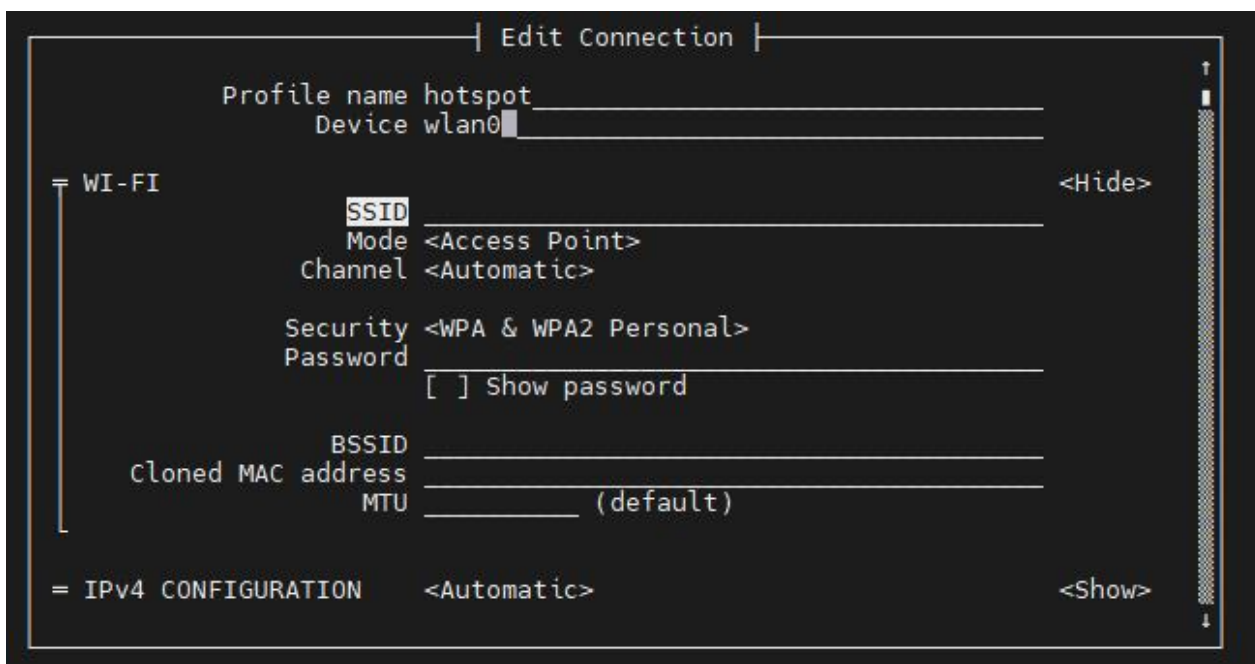 Edit Connection
Profile name hotspot
Device wlan0
WI-FI <Hide>
SSID
Mode <Access Point>
Channel <Automatic>
Security <WPA & WPA2 Personal>
Password
[ ] Show password
BSSID
Cloned MAC address
MTU (default)
= IPv4 CONFIGURATION <Automatic> <Show>